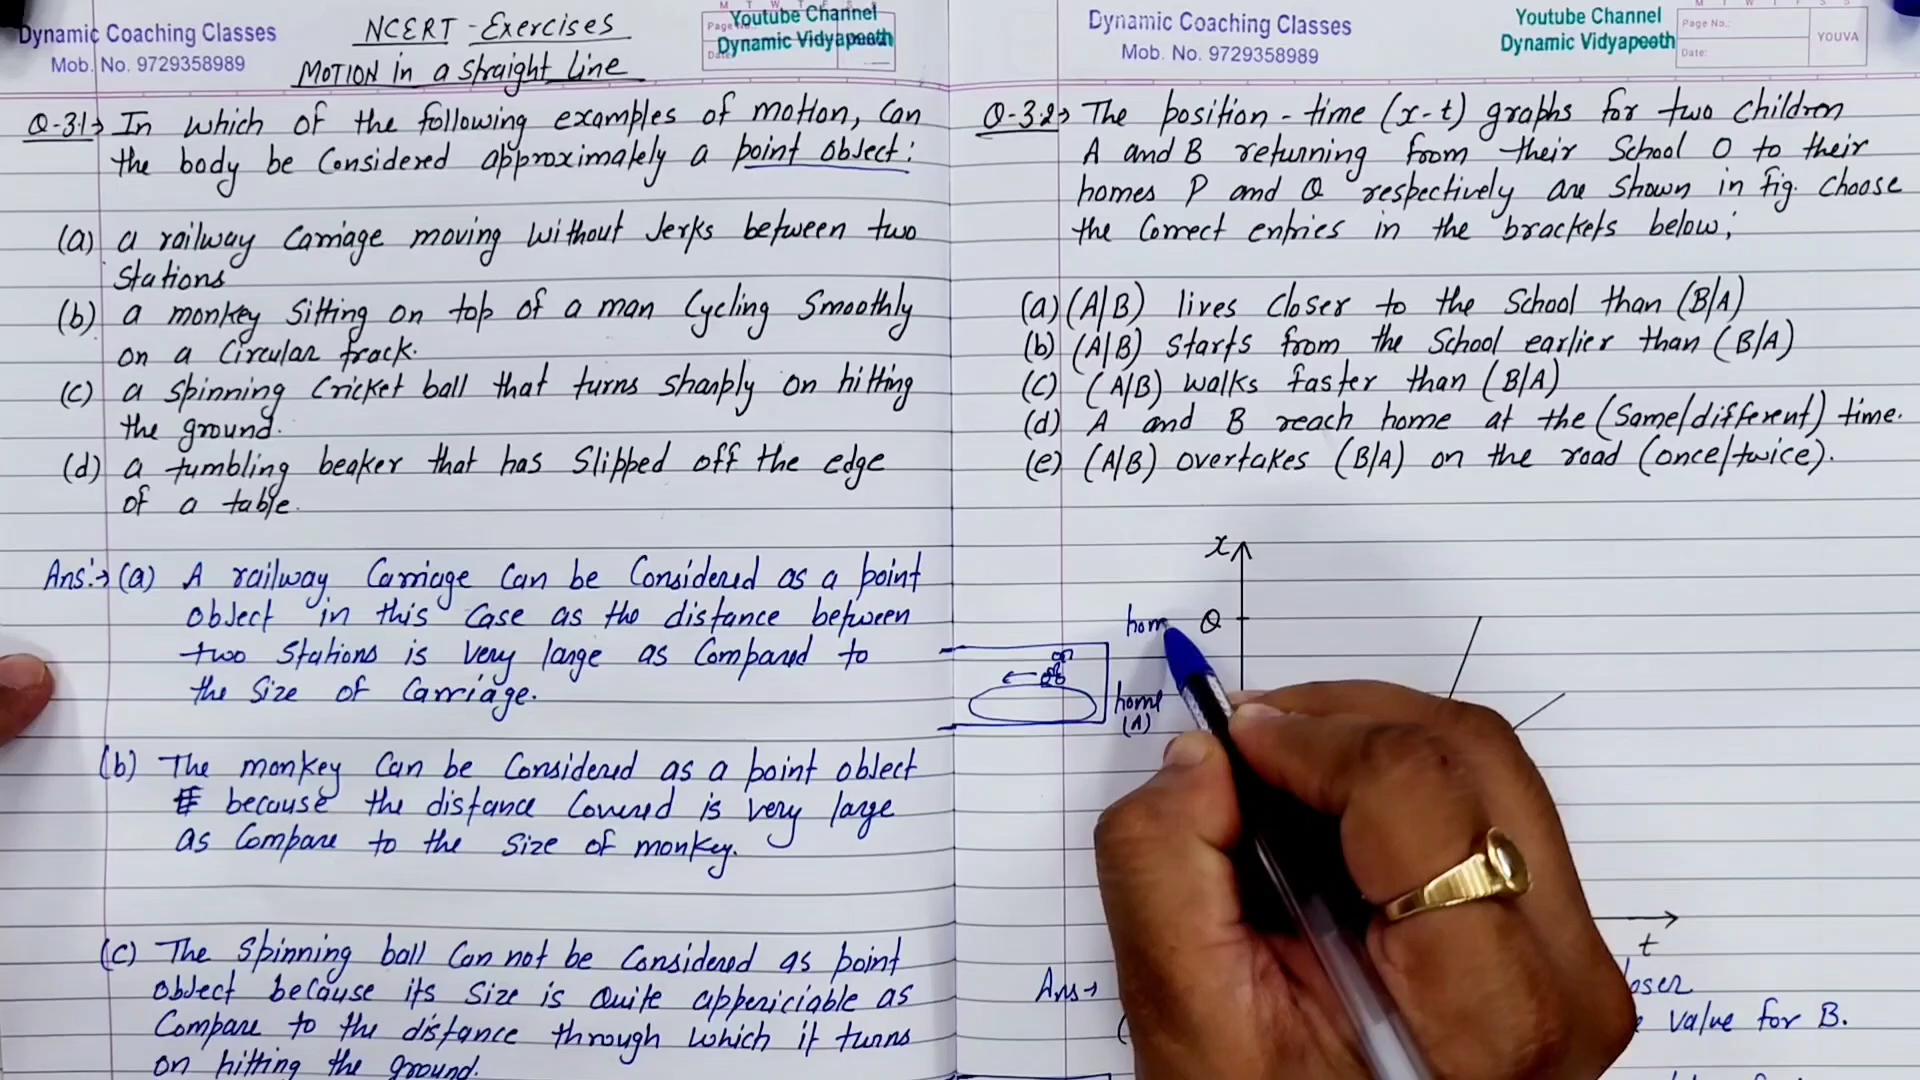 Dynamic Coaching Classes
Mob. No. 9729358989
NCERT - Exercises
MOTION in a Straight Line
Youtube Channel
Dynamic Vidyapeeth
Q-3.1→ In which of the following examples of motion, can
the body be Considered approximately a point object:
(a) a railway Carriage moving without Jerks between two
Stations
(b) a monkey Sitting on top of a man Cycling Smoothly
on a Circular track.
(c) a spinning Cricket ball that turns sharply on hitting
the ground.
(d) a tumbling beaker that has Slipped off the edge
of a table.
Ans:→ (a) A railway Carriage Can be Considered as a point
object in this Case as the distance between
two Stations is very large as Compared to
the Size of Carriage.
(b) The monkey Can be Considered as a point object
because the distance Covered is very large
as Compare to the Size of monkey.
(c) The Spinning ball Can not be Considered as point
object because its Size is Quite appericiable as
Compare to the distance through which it turns
on hitting the ground.
Dynamic Coaching Classes
Mob. No. 9729358989
Youtube Channel
Dynamic Vidyapeeth
Page No.:
Date:
YOUVA
Q-3.2→ The position - time (x-t) graphs for two Children
A and B returning from their School O to their
homes P and Q respectively are Shown in fig. Choose
the Correct entries in the brackets below;
(a) (A/B) lives Closer to the School than (B/A)
(b) (A/B) Starts from the School earlier than (B/A)
(c) (A/B) walks faster than (B/A)
(d) A and B reach home at the (Same/different) time.
(e) (A/B) overtakes (B/A) on the road (once/twice).
x
hom Q
home
(A)
t
Ans→
value for B.